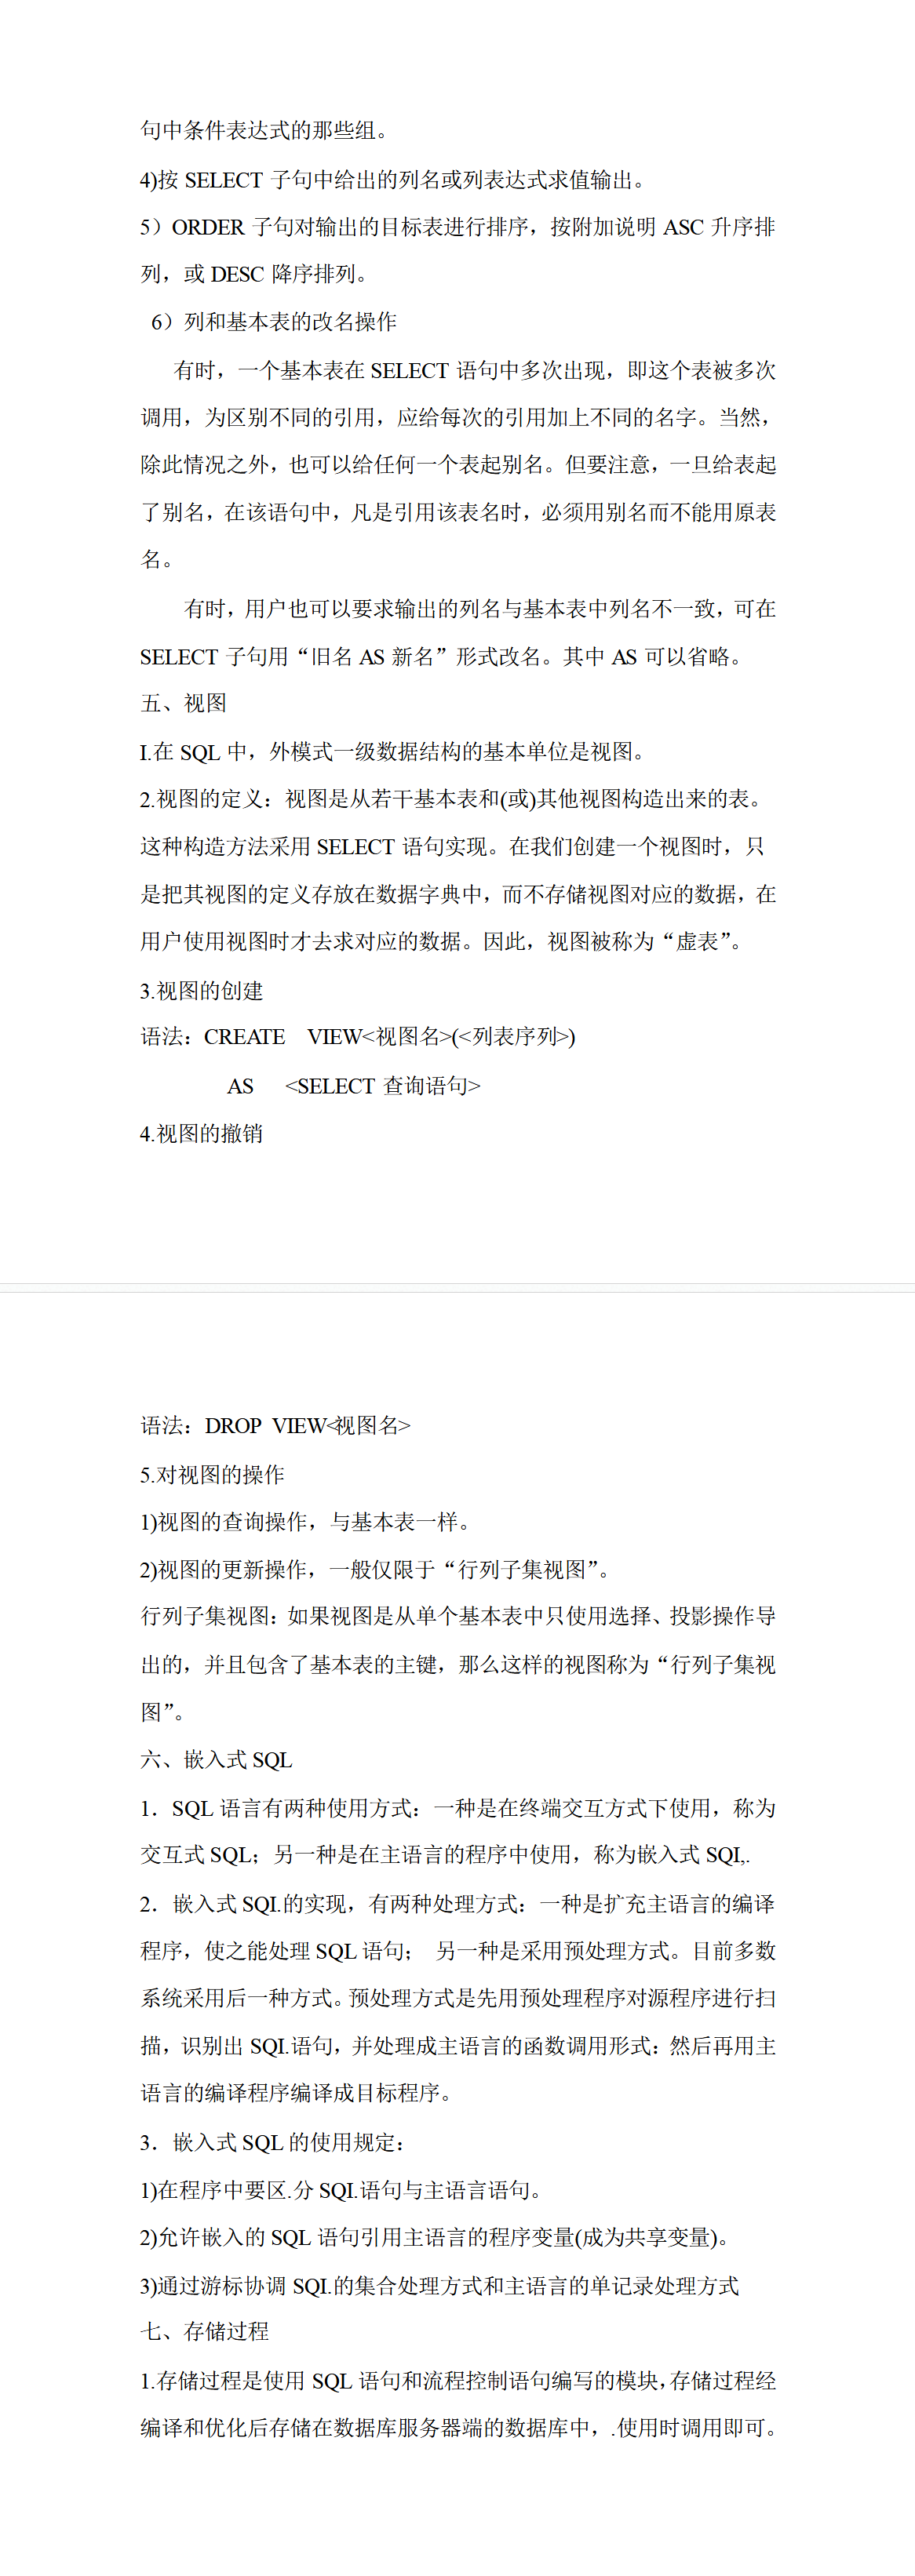 句中条件表达式的那些组。
4)按 SELECT 子句中给出的列名或列表达式求值输出。
5）ORDER 子句对输出的目标表进行排序，按附加说明 ASC 升序排
列，或 DESC 降序排列。
6）列和基本表的改名操作
有时，一个基本表在 SELECT 语句中多次出现，即这个表被多次
调用，为区别不同的引用，应给每次的引用加上不同的名字。当然，
除此情况之外，也可以给任何一个表起别名。但要注意，一旦给表起
了别名，在该语句中，凡是引用该表名时，必须用别名而不能用原表
名。
有时，用户也可以要求输出的列名与基本表中列名不一致，可在
SELECT 子句用“旧名 AS 新名”形式改名。其中 AS 可以省略。
五、视图
I.在 SQL 中，外模式一级数据结构的基本单位是视图。
2.视图的定义：视图是从若干基本表和(或)其他视图构造出来的表。
这种构造方法采用 SELECT 语句实现。在我们创建一个视图时，只
是把其视图的定义存放在数据字典中，而不存储视图对应的数据，在
用户使用视图时才去求对应的数据。因此，视图被称为“虚表”。
3.视图的创建
语法：CREATE VIEW<视图名>(<列表序列>)
AS <SELECT 查询语句>
4.视图的撤销
语法：DROP VIEW<视图名>
5.对视图的操作
1)视图的查询操作，与基本表一样。
2)视图的更新操作，一般仅限于“行列子集视图”。
行列子集视图：如果视图是从单个基本表中只使用选择、投影操作导
出的，并且包含了基本表的主键，那么这样的视图称为“行列子集视
图”。
六、嵌入式 SQL
1．SQL 语言有两种使用方式：一种是在终端交互方式下使用，称为
交互式 SQL；另一种是在主语言的程序中使用，称为嵌入式 SQI,.
2．嵌入式 SQI.的实现，有两种处理方式：一种是扩充主语言的编译
程序，使之能处理 SQL 语句； 另一种是采用预处理方式。目前多数
系统采用后一种方式。预处理方式是先用预处理程序对源程序进行扫
描，识别出 SQI.语句，并处理成主语言的函数调用形式：然后再用主
语言的编译程序编译成目标程序。
3．嵌入式 SQL 的使用规定：
1)在程序中要区.分 SQI.语句与主语言语句。
2)允许嵌入的 SQL 语句引用主语言的程序变量(成为共享变量)。
3)通过游标协调 SQI.的集合处理方式和主语言的单记录处理方式
七、存储过程
1.存储过程是使用 SQL 语句和流程控制语句编写的模块，存储过程经
编译和优化后存储在数据库服务器端的数据库中，.使用时调用即可。